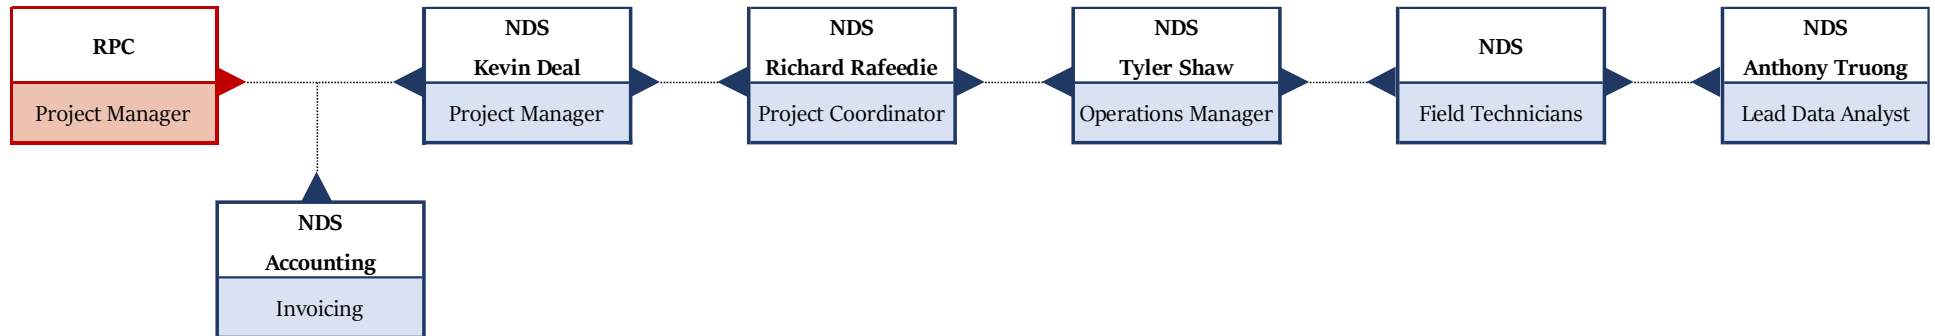 RPC
Project Manager
NDS
Kevin Deal
Project Manager
NDS
Richard Rafeedie
Project Coordinator
NDS
Tyler Shaw
Operations Manager
NDS
Field Technicians
NDS
Anthony Truong
Lead Data Analyst
NDS
Accounting
Invoicing